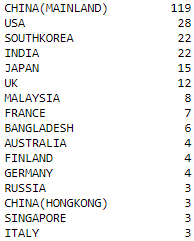 CHINA(MAINLAND) 119
USA 28
SOUTHKOREA 22
INDIA 22
JAPAN 15
UK 12
MALAYSIA 8
FRANCE 7
BANGLADESH 6
AUSTRALIA 4
FINLAND 4
GERMANY 4
RUSSIA 3
CHINA(HONGKONG) 3
SINGAPORE 3
ITALY 3